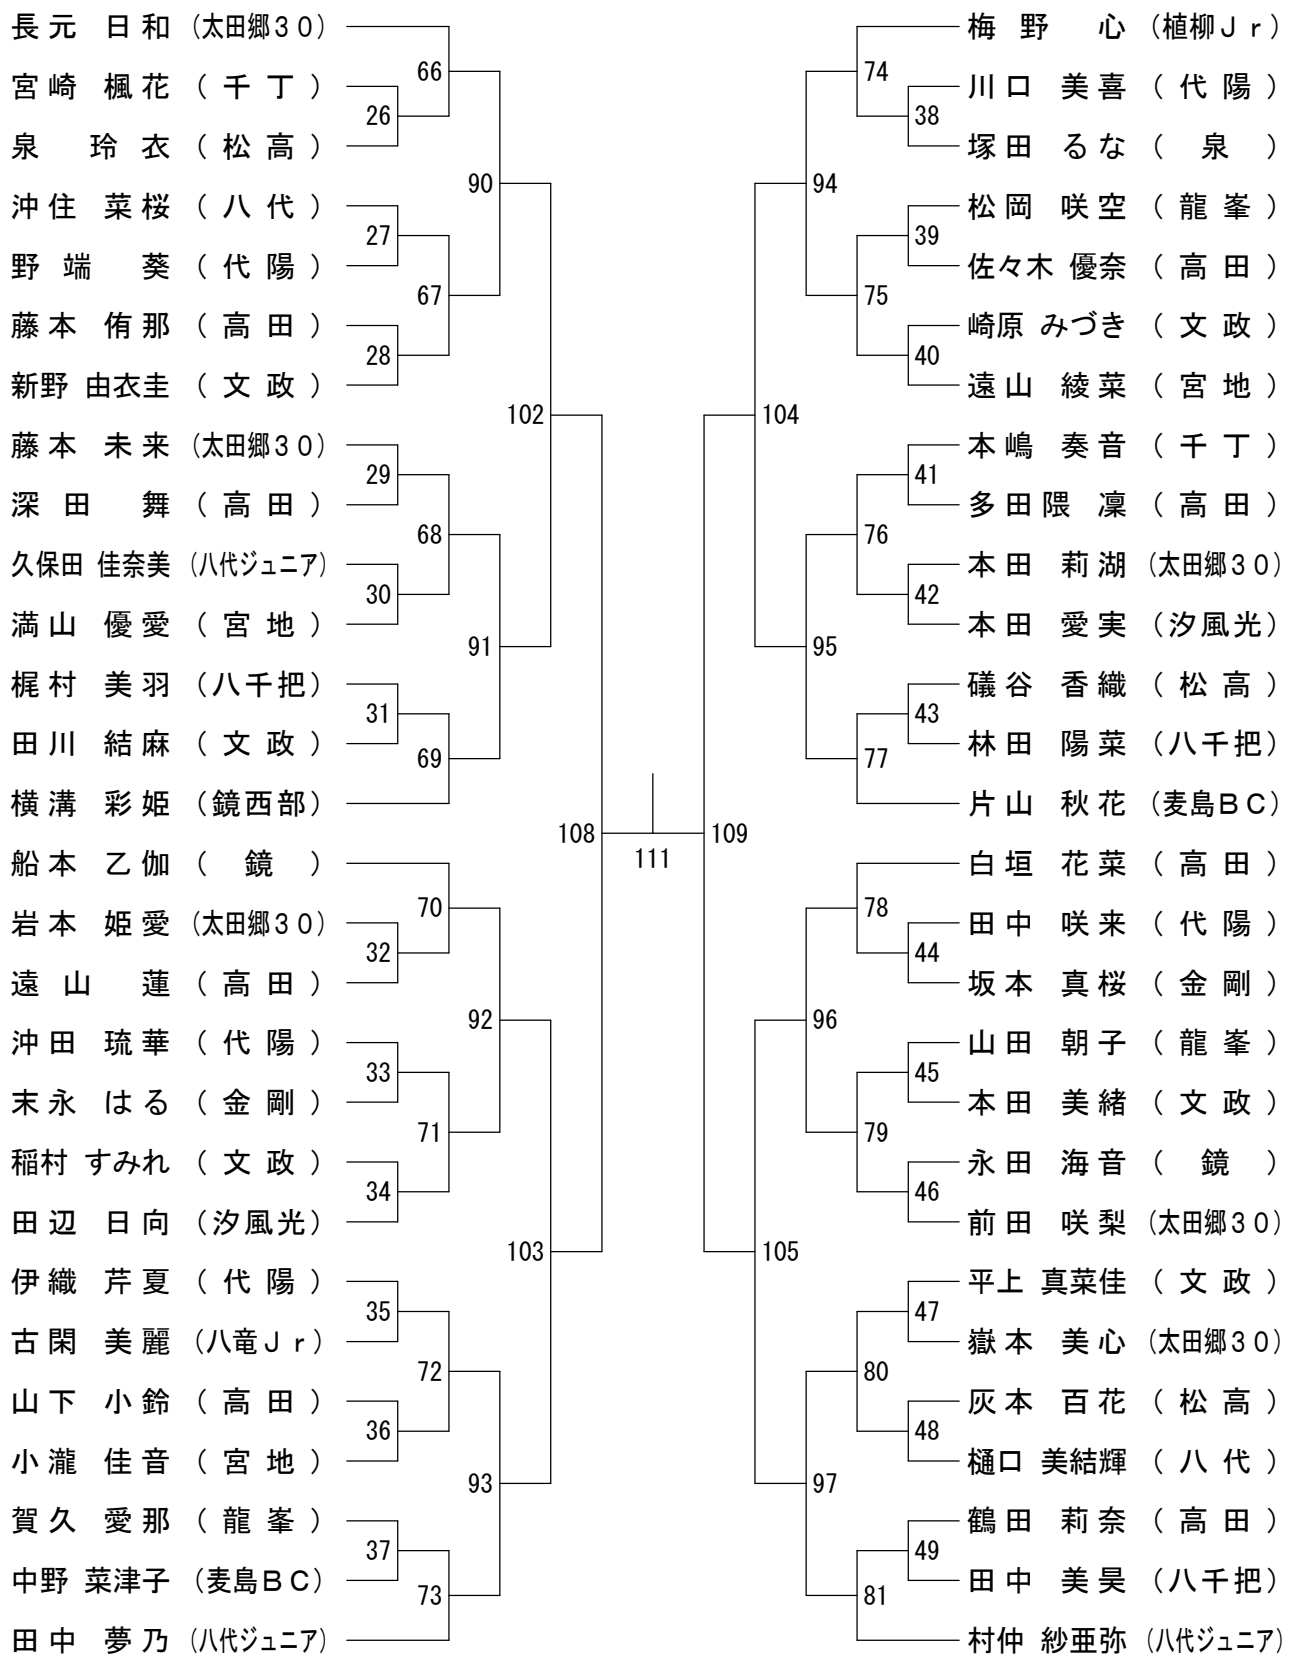 長元 日和 (太田郷30)
66
宮崎 楓花 (千丁)
26
泉 玲衣 (松高)
90
沖住 菜桜 (八代)
27
野端 葵 (代陽)
67
藤本 侑那 (高田)
28
新野 由衣圭 (文政)
102
藤本 未来 (太田郷30)
29
深田 舞 (高田)
68
久保田 佳奈美 (八代ジュニア)
30
満山 優愛 (宮地)
91
梶村 美羽 (八千把)
31
田川 結麻 (文政)
69
横溝 彩姫 (鏡西部)
108
船本 乙伽 (鏡)
70
岩本 姫愛 (太田郷30)
32
遠山 蓮 (高田)
92
沖田 琉華 (代陽)
33
末永 はる (金剛)
71
稲村 すみれ (文政)
34
田辺 日向 (汐風光)
103
伊織 芹夏 (代陽)
35
古閑 美麗 (八竜Jr)
72
山下 小鈴 (高田)
36
小瀧 佳音 (宮地)
93
賀久 愛那 (龍峯)
37
中野 菜津子 (麦島BC)
73
田中 夢乃 (八代ジュニア)
111
梅野 心 (植柳Jr)
74
川口 美喜 (代陽)
38
塚田 るな (泉)
94
松岡 咲空 (龍峯)
39
佐々木 優奈 (高田)
75
崎原 みづき (文政)
40
遠山 綾菜 (宮地)
104
本嶋 奏音 (千丁)
41
多田隈 凜 (高田)
76
本田 莉湖 (太田郷30)
42
本田 愛実 (汐風光)
95
礒谷 香織 (松高)
43
林田 陽菜 (八千把)
77
片山 秋花 (麦島BC)
109
白垣 花菜 (高田)
78
田中 咲来 (代陽)
44
坂本 真桜 (金剛)
96
山田 朝子 (龍峯)
45
本田 美緒 (文政)
79
永田 海音 (鏡)
46
前田 咲梨 (太田郷30)
105
平上 真菜佳 (文政)
47
嶽本 美心 (太田郷30)
80
灰本 百花 (松高)
48
樋口 美結輝 (八代)
97
鶴田 莉奈 (高田)
49
田中 美昊 (八千把)
81
村仲 紗亜弥 (八代ジュニア)